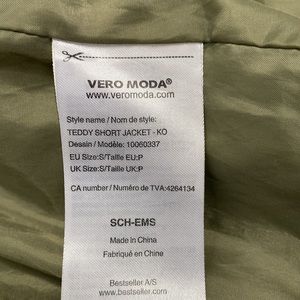 VERO MODA®
www.veromoda.com
Style name / Nom de style:
TEDDY SHORT JACKET - KO
Dessin / Modèle: 10060337
EU Size:S/Taille EU:P
UK Size:S/Taille UK:P
CA number / Numéro de TVA:4264134
SCH-EMS
Made in China
Fabriqué en Chine
Bestseller A/S
www.bestseller.com